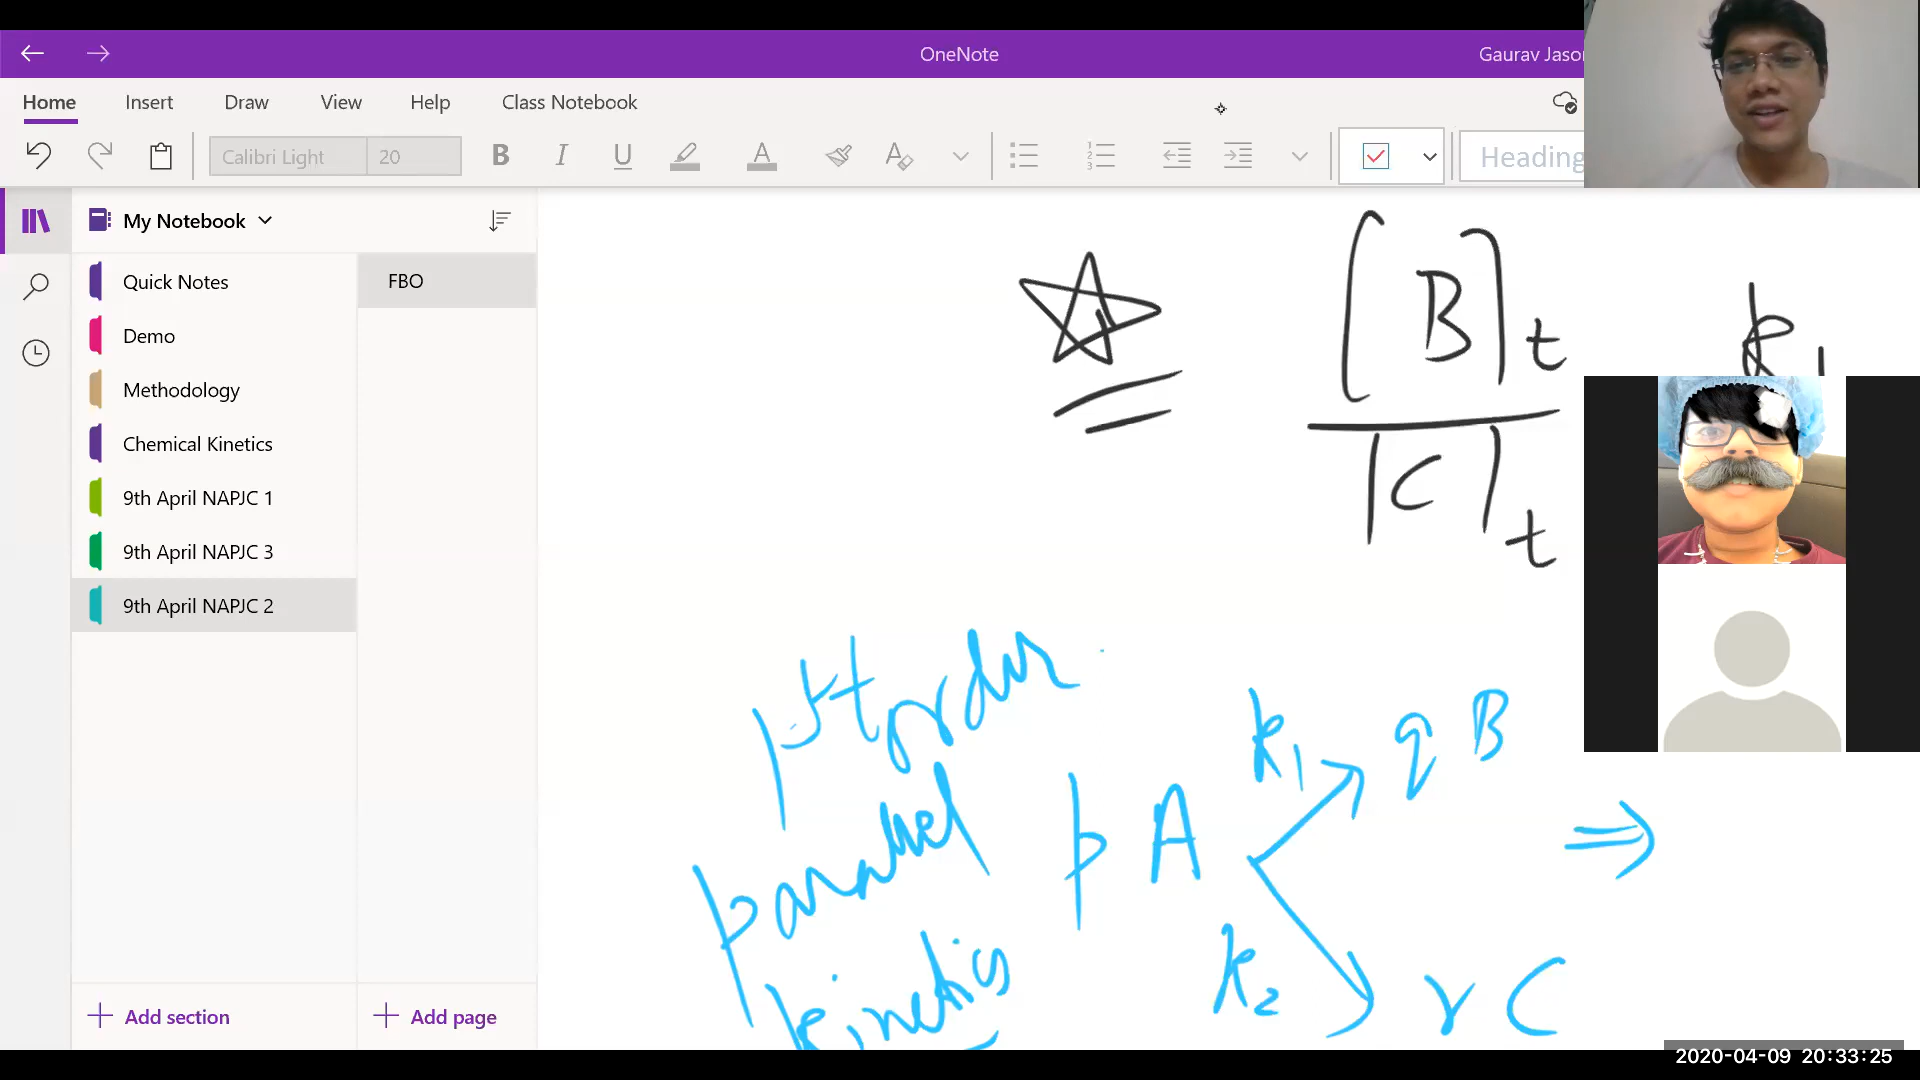 OneNote
Gaurav Jaso
Home Insert Draw View Help Class Notebook
Calibri Light 20 B I U A Heading
My Notebook
Quick Notes
Demo
Methodology
Chemical Kinetics
9th April NAPJC 1
9th April NAPJC 3
9th April NAPJC 2
Add section
FBO
Add page
[B]t k1
[C]t
pth order
parallel
kinetics
p A
k1 q B
k2 r C
⇒
2020-04-09 20:33:25